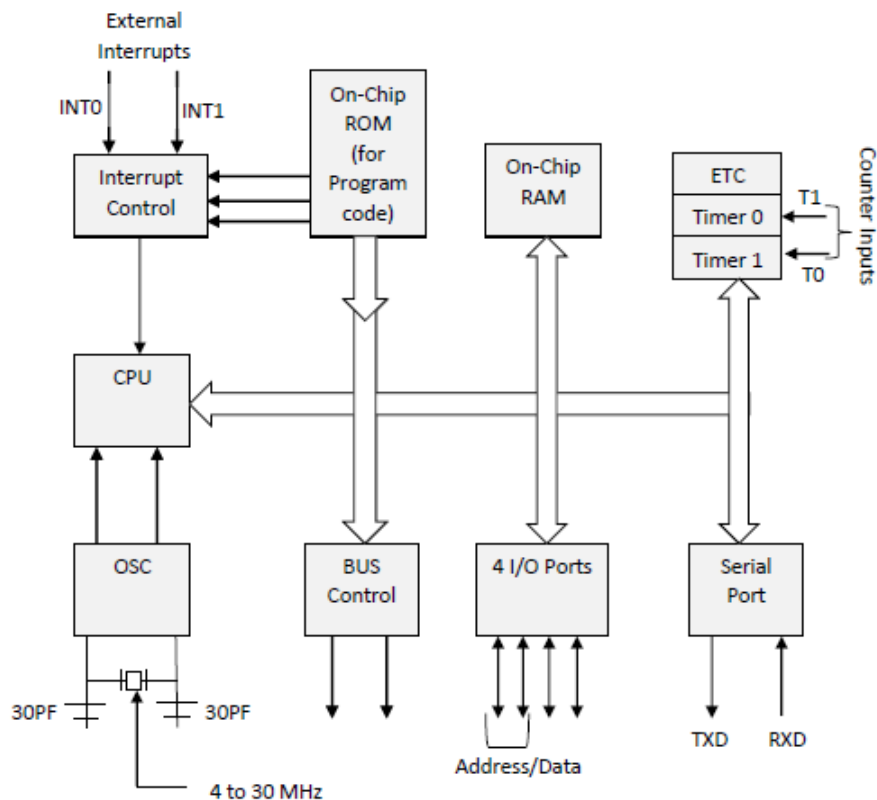 External
Interrupts
INT0
INT1
Interrupt
Control
On-Chip
ROM
(for
Program
code)
On-Chip
RAM
ETC
Timer 0
Timer 1
T1
T0
Counter Inputs
CPU
OSC
BUS
Control
4 I/O Ports
Serial
Port
30PF
30PF
4 to 30 MHz
Address/Data
TXD
RXD